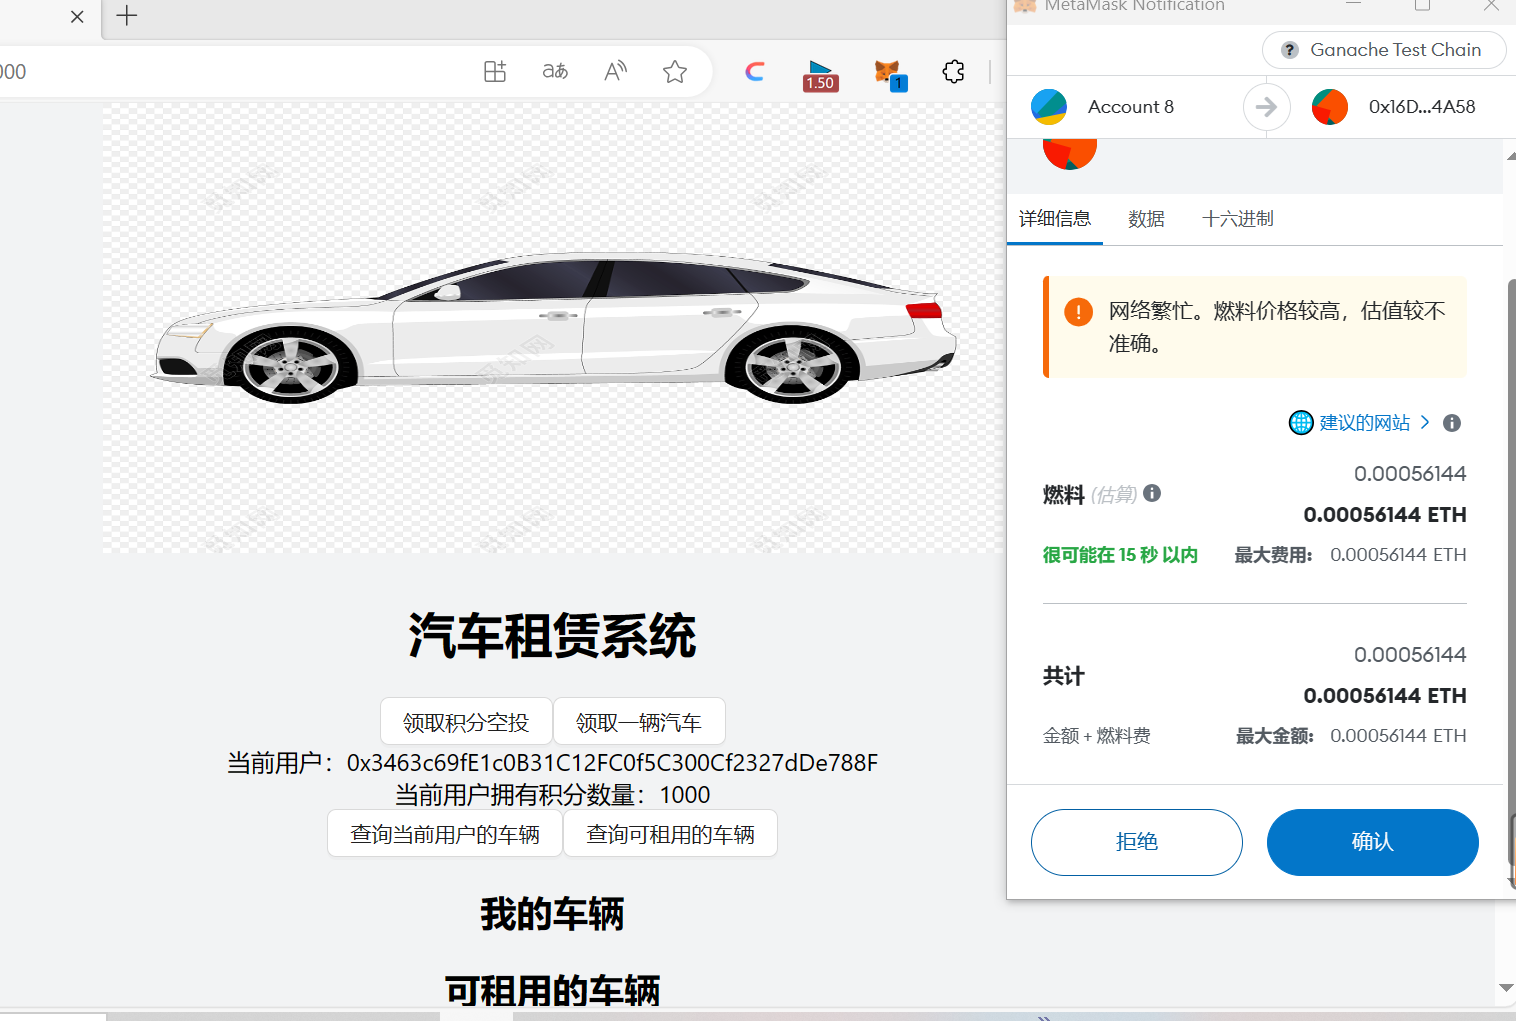 000
aあ
A
1.50
1
MetaMask Notification
Ganache Test Chain
Account 8
0x16D...4A58
详细信息
数据
十六进制
网络繁忙。燃料价格较高，估值较不
准确。
建议的网站
0.00056144
燃料 (估算)
0.00056144 ETH
很可能在 15 秒 以内
最大费用: 0.00056144 ETH
0.00056144
共计
0.00056144 ETH
金额 + 燃料费
最大金额: 0.00056144 ETH
拒绝
确认
汽车租赁系统
领取积分空投
领取一辆汽车
当前用户：0x3463c69fE1c0B31C12FC0f5C300Cf2327dDe788F
当前用户拥有积分数量：1000
查询当前用户的车辆
查询可租用的车辆
我的车辆
可租用的车辆